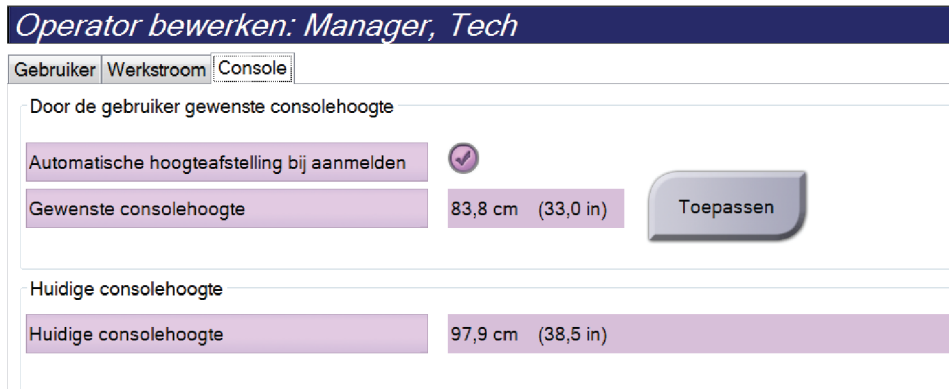 Operator bewerken: Manager, Tech
Gebruiker Werkstroom Console
Door de gebruiker gewenste consolehoogte
Automatische hoogteafstelling bij aanmelden
Gewenste consolehoogte 83,8 cm (33,0 in) Toepassen
Huidige consolehoogte
Huidige consolehoogte 97,9 cm (38,5 in)